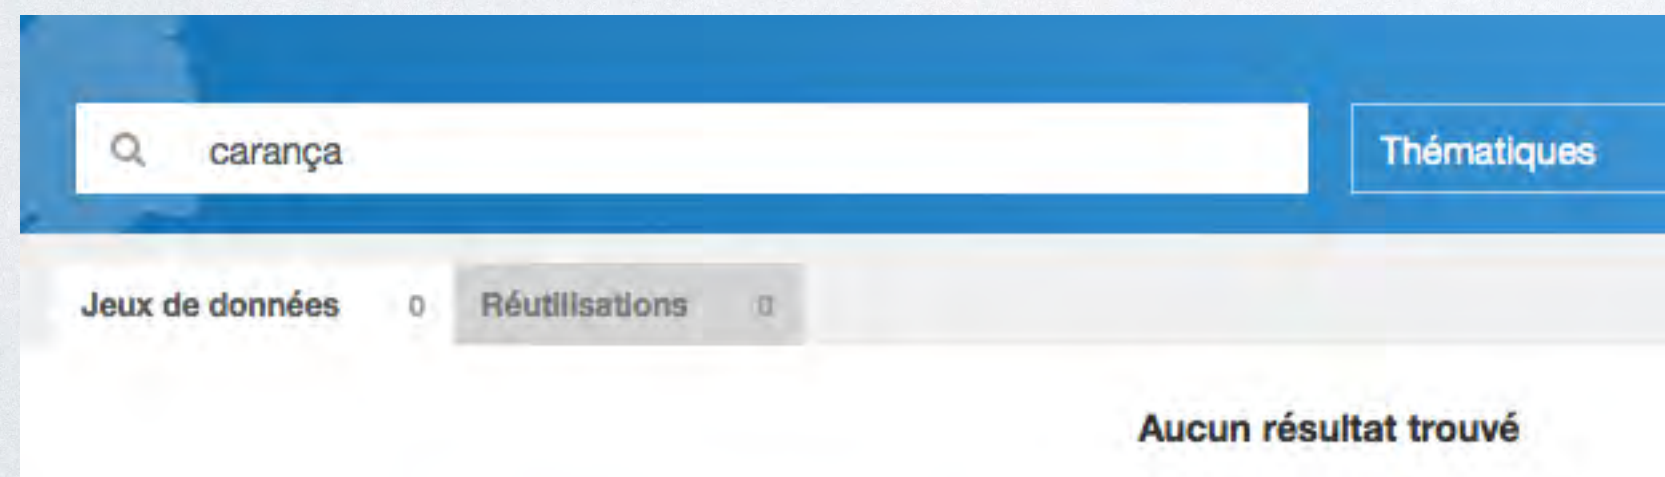 carança
Thématiques
Jeux de données 0 Réutilisations 0
Aucun résultat trouvé